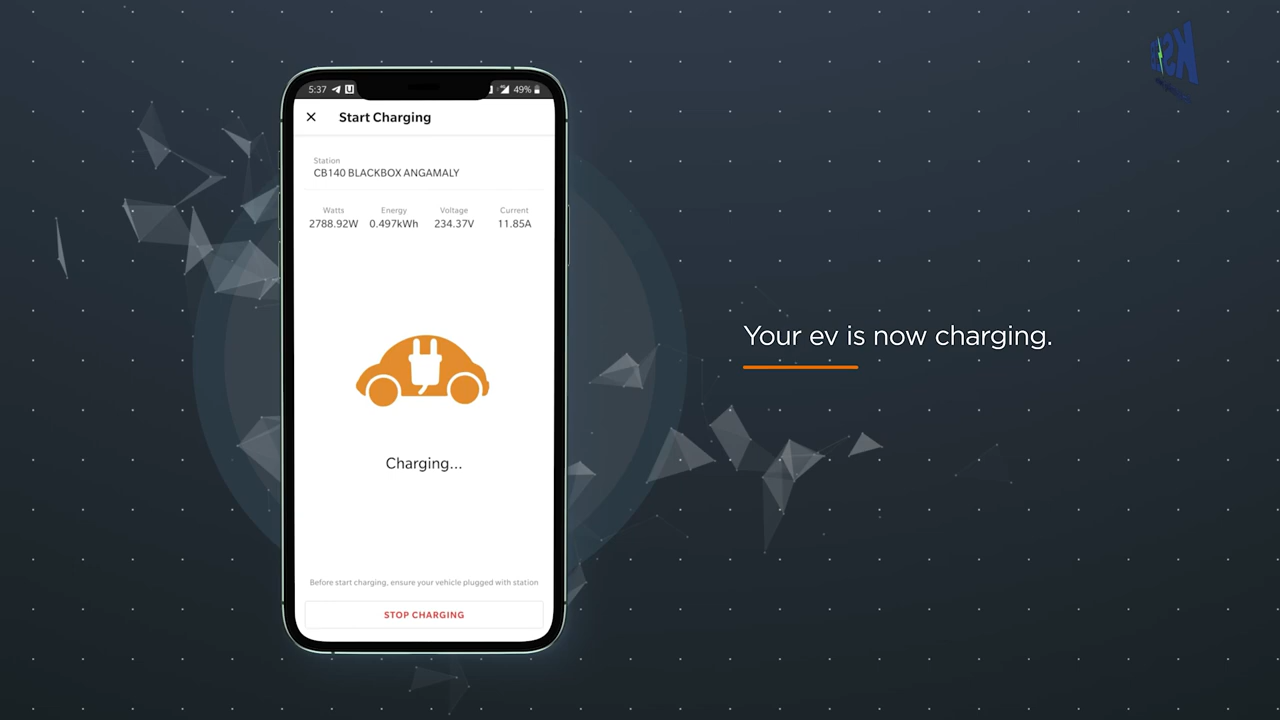 5:37
49%
Start Charging
Station
CB140 BLACKBOX ANGAMALY
Watts Energy Voltage Current
2788.92W 0.497kWh 234.37V 11.85A
Charging...
Before start charging, ensure your vehicle plugged with station
STOP CHARGING
Your ev is now charging.